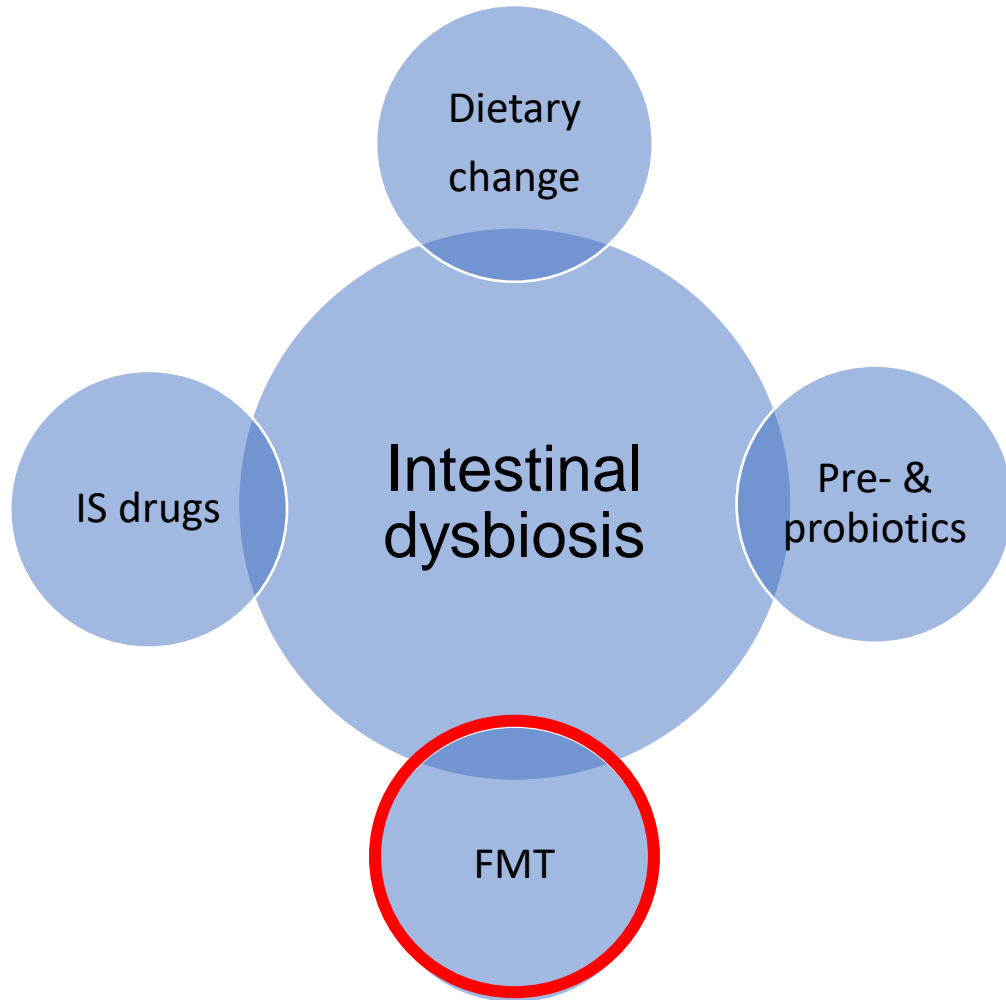 Dietary
change
IS drugs
Intestinal
dysbiosis
Pre- &
probiotics
FMT